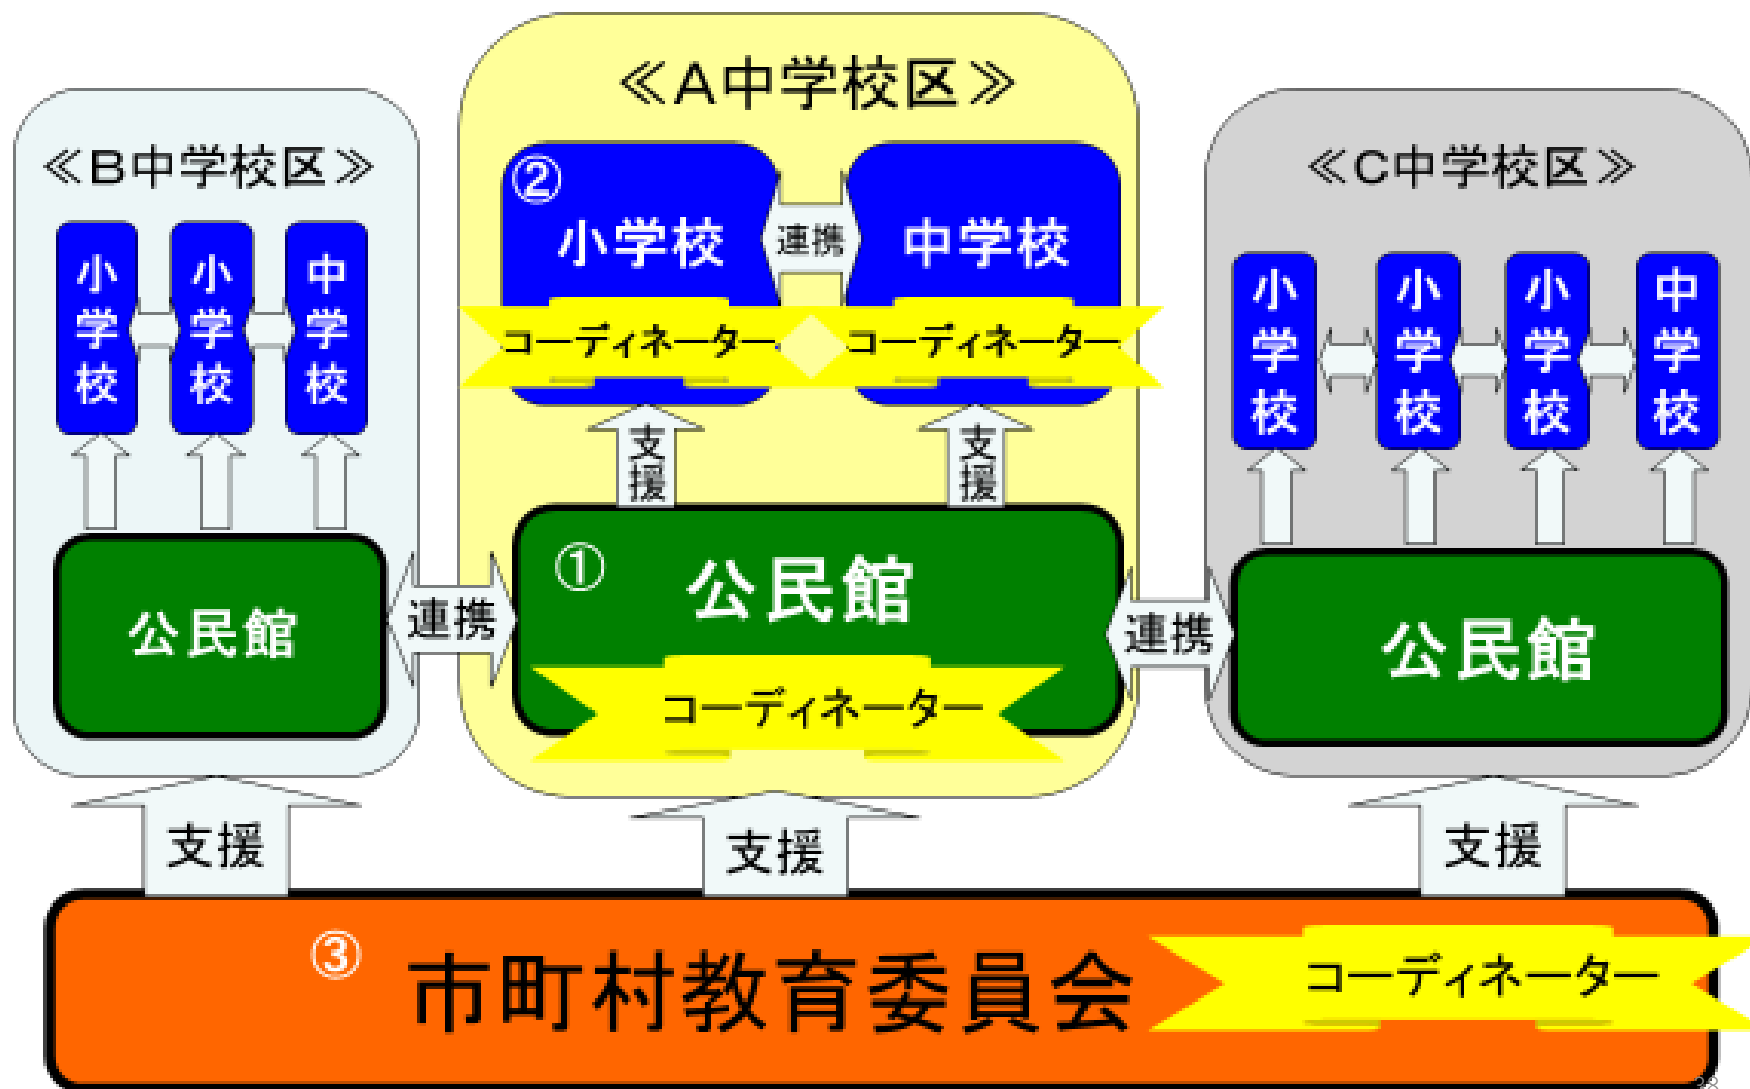 ≪A中学校区≫
≪B中学校区≫
≪C中学校区≫
②
小学校
連携
中学校
コーディネーター
コーディネーター
小学校
小学校
中学校
小学校
小学校
小学校
中学校
支援
支援
①
公民館
コーディネーター
公民館
連携
連携
公民館
支援
支援
支援
③
市町村教育委員会
コーディネーター